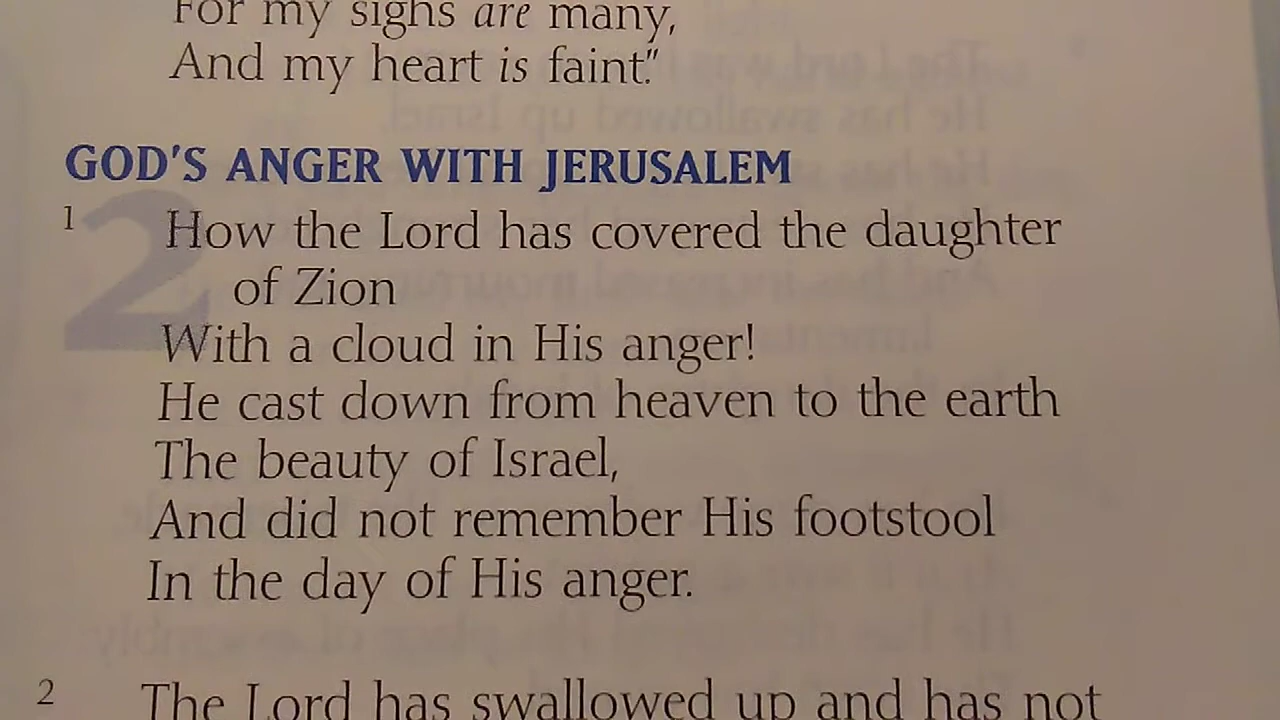 For my sighs are many,
And my heart is faint."
GOD'S ANGER WITH JERUSALEM
2
1 How the Lord has covered the daughter
of Zion
With a cloud in His anger!
He cast down from heaven to the earth
The beauty of Israel,
And did not remember His footstool
In the day of His anger.
2 The Lord has swallowed up and has not